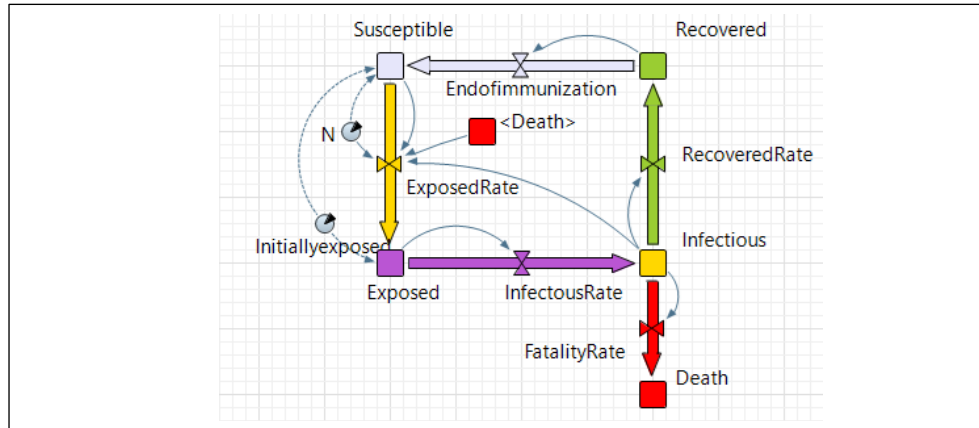 Susceptible
Recovered
Endofimmunization
<Death>
N
RecoveredRate
ExposedRate
Initiallyexposed
Infectious
Exposed
InfectousRate
FatalityRate
Death